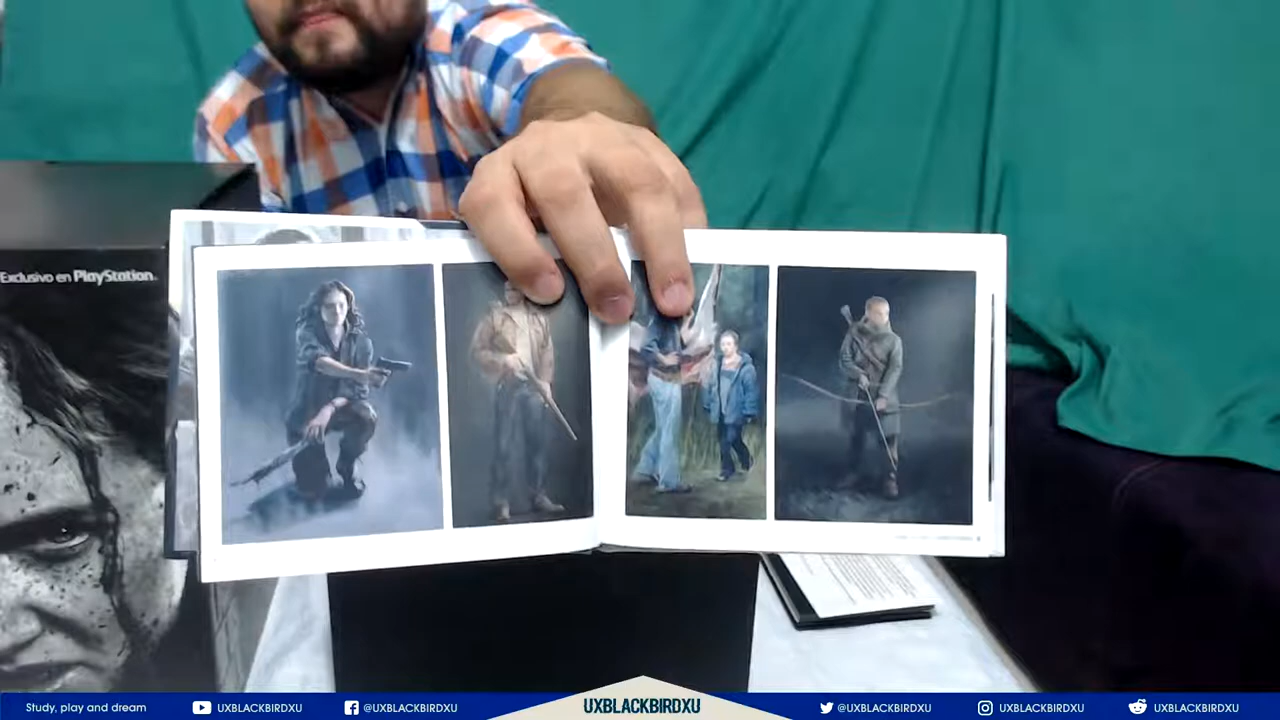 Exclusivo en PlayStation.
Study, play and dream
UXBLACKBIRDXU
@UXBLACKBIRDXU
UXBLACKBIRDXU
@UXBLACKBIRDXU
UXBLACKBIRDXU
UXBLACKBIRDXU